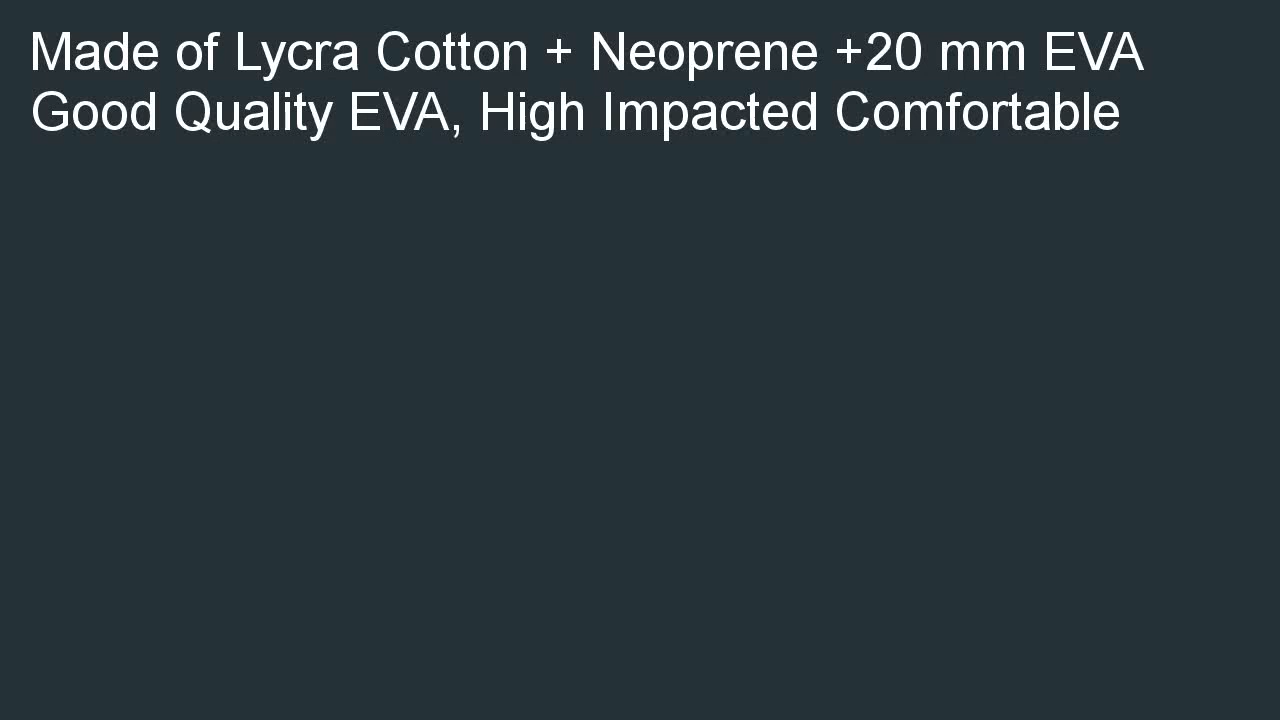 Made of Lycra Cotton + Neoprene +20 mm EVA
Good Quality EVA, High Impacted Comfortable